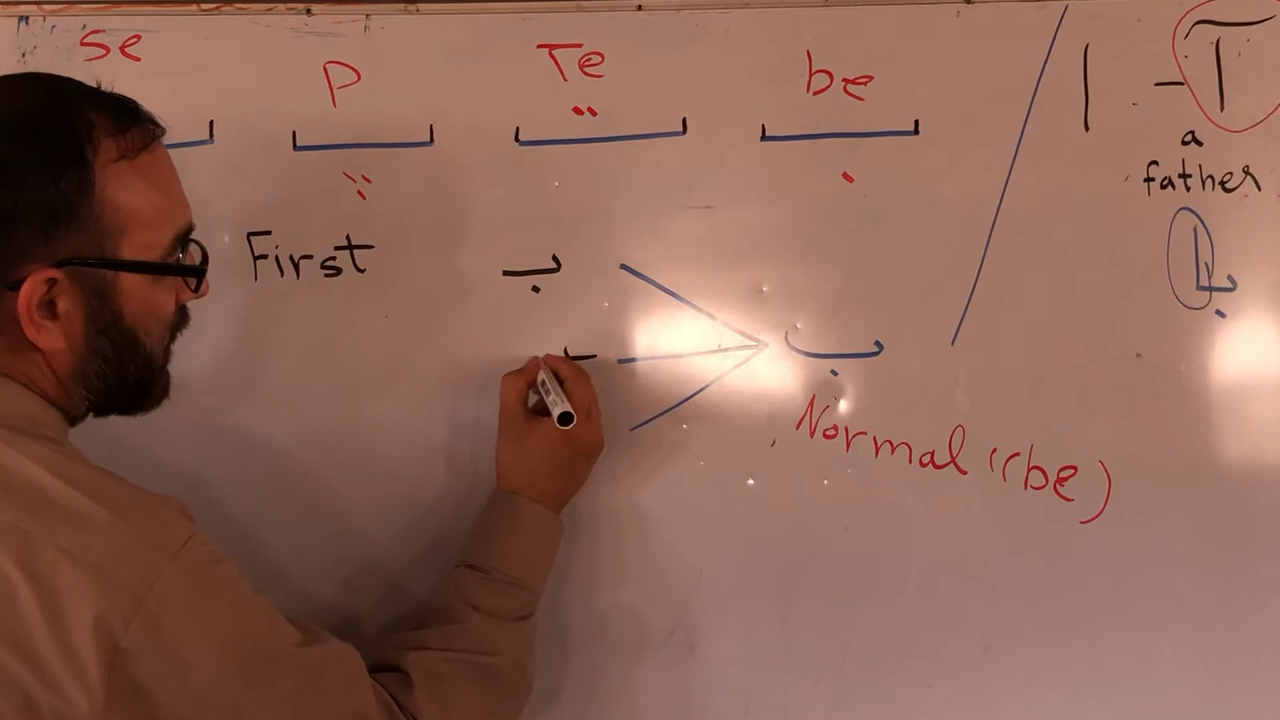 se P Te be
ا - آ
a
father
با
First ب
ب
Normal "be)